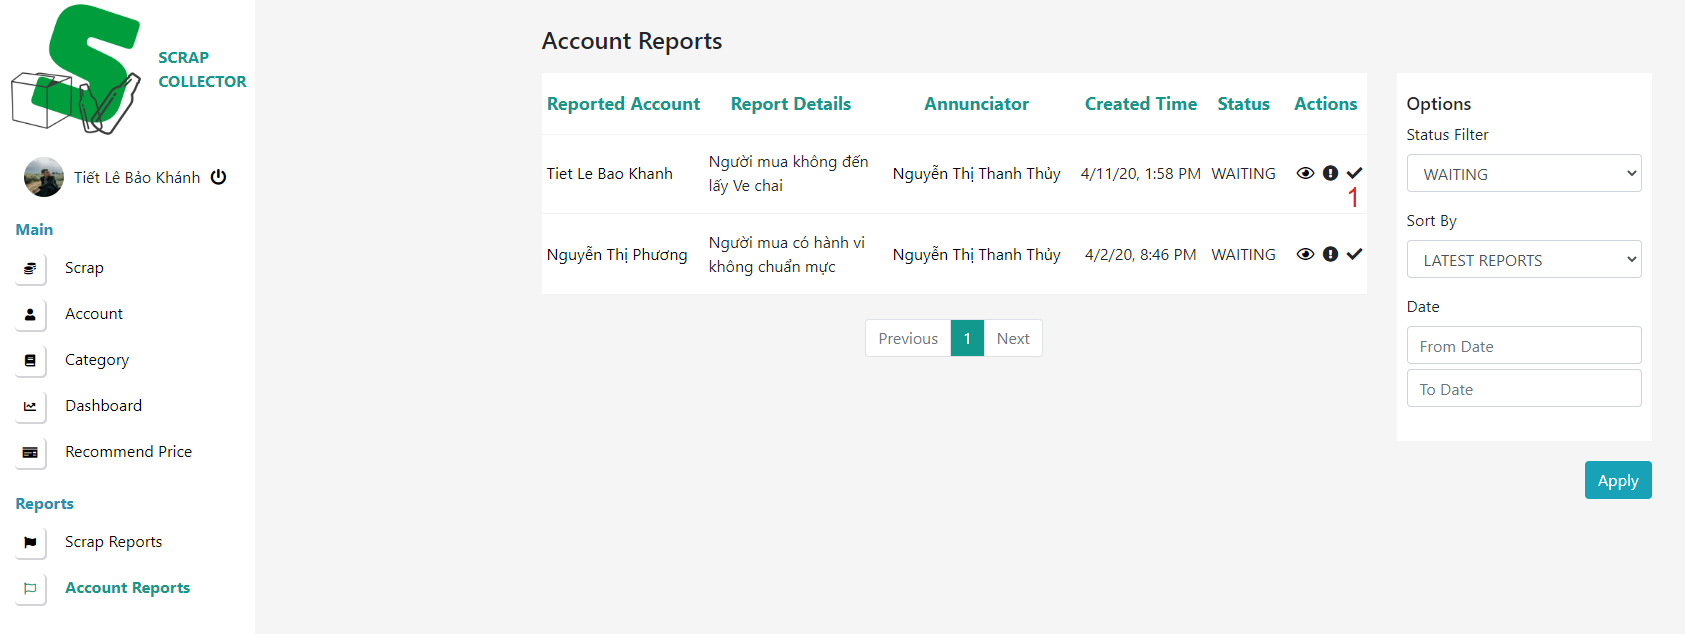 SCRAP
COLLECTOR
Tiết Lê Bảo Khánh
Main
Scrap
Account
Category
Dashboard
Recommend Price
Reports
Scrap Reports
Account Reports
Account Reports
Reported Account Report Details Annunciator Created Time Status Actions
Tiet Le Bao Khanh Người mua không đến lấy Ve chai Nguyễn Thị Thanh Thủy 4/11/20, 1:58 PM WAITING
1
Nguyễn Thị Phương Người mua có hành vi không chuẩn mực Nguyễn Thị Thanh Thủy 4/2/20, 8:46 PM WAITING
Previous 1 Next
Options
Status Filter
WAITING
Sort By
LATEST REPORTS
Date
From Date
To Date
Apply